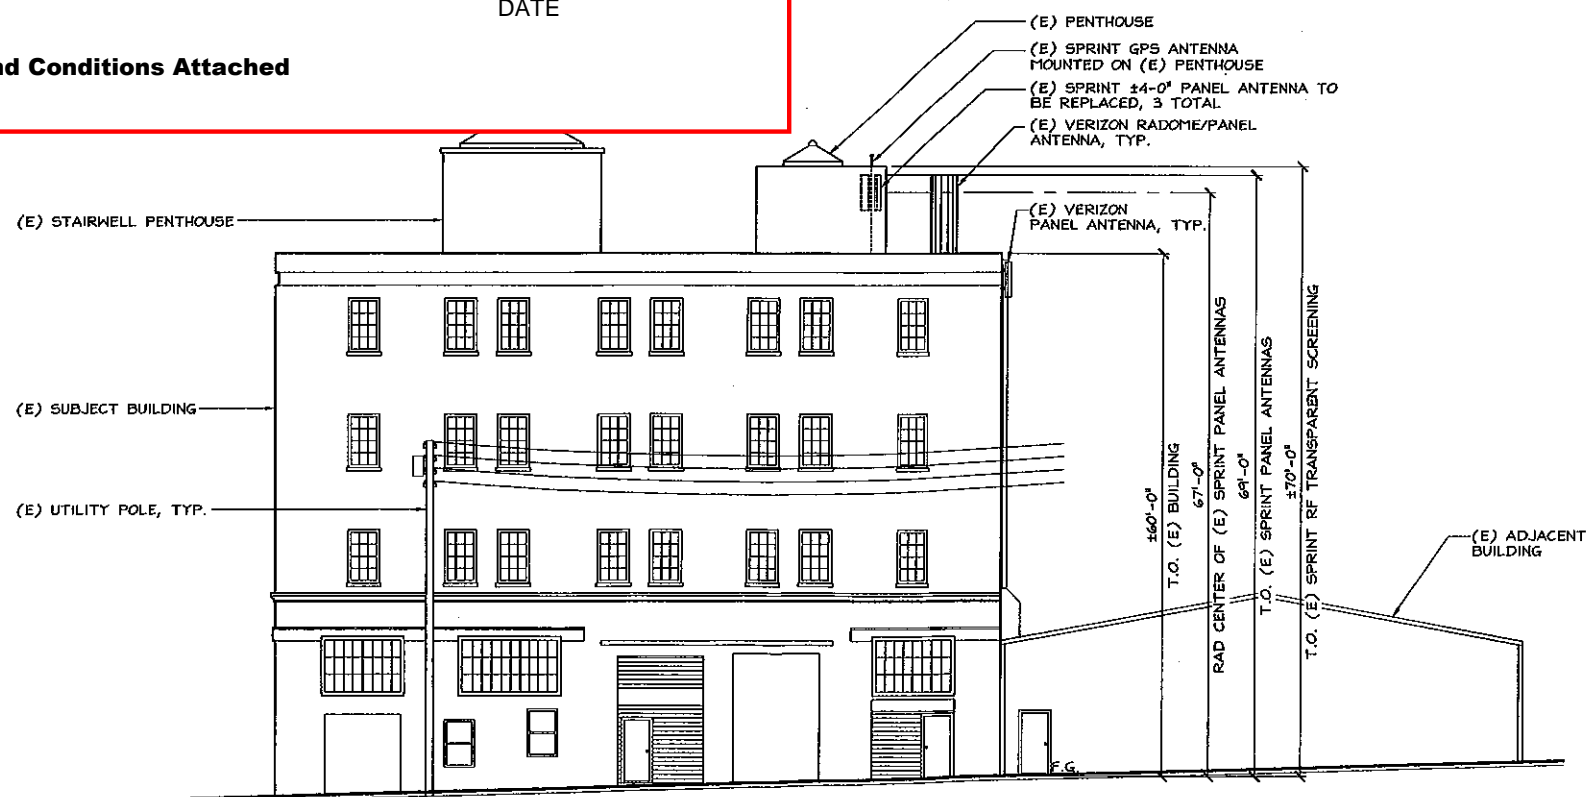 DATE
nd Conditions Attached
(E) PENTHOUSE
(E) SPRINT GPS ANTENNA
MOUNTED ON (E) PENTHOUSE
(E) SPRINT ±4-0" PANEL ANTENNA TO
BE REPLACED, 3 TOTAL
(E) VERIZON RADOME/PANEL
ANTENNA, TYP.
(E) VERIZON
PANEL ANTENNA, TYP.
(E) STAIRWELL PENTHOUSE
(E) SUBJECT BUILDING
(E) UTILITY POLE, TYP.
±60'-0"
T.O. (E) BUILDING
67'-0"
RAD CENTER OF (E) SPRINT PANEL ANTENNAS
69'-0"
T.O. (E) SPRINT PANEL ANTENNAS
±70'-0"
T.O. (E) SPRINT RF TRANSPARENT SCREENING
(E) ADJACENT
BUILDING
F.G.